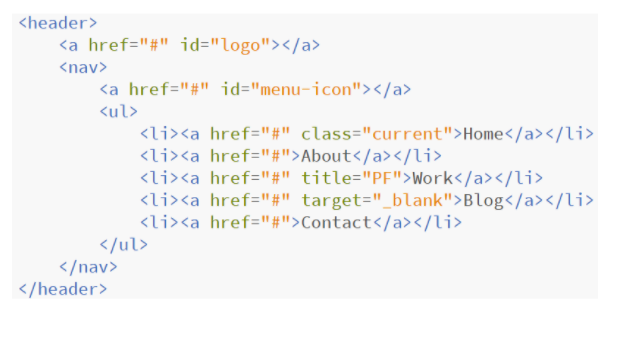 <header>
    <a href="#" id="logo"></a>
    <nav>
        <a href="#" id="menu-icon"></a>
        <ul>
            <li><a href="#" class="current">Home</a></li>
            <li><a href="#">About</a></li>
            <li><a href="#" title="PF">Work</a></li>
            <li><a href="#" target="_blank">Blog</a></li>
            <li><a href="#">Contact</a></li>
        </ul>
    </nav>
</header>